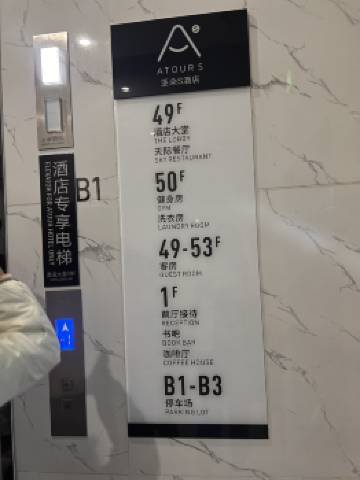 ATOURS
亚朵S酒店
49F
酒店大堂
THE LOBBY
天际餐厅
SKY RESTAURANT
50F
健身房
GYM
洗衣房
LAUNDRY ROOM
49-53F
客房
GUEST ROOM
1F
前厅接待
RECEPTION
书吧
BOOK BAR
咖啡厅
COFFEE HOUSE
B1-B3
停车场
PARKING LOT
酒店专享电梯
ELEVATOR FOR ATOUR HOTEL ONLY
B1